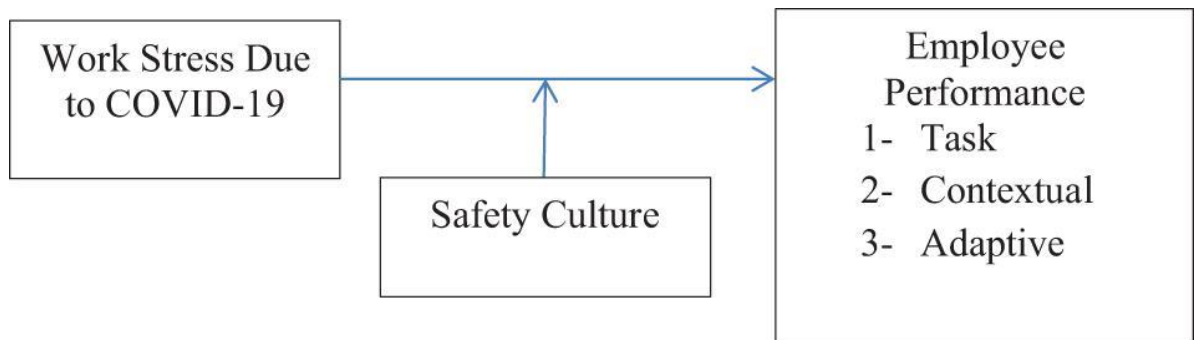 Work Stress Due
to COVID-19
Safety Culture
Employee
Performance
1- Task
2- Contextual
3- Adaptive